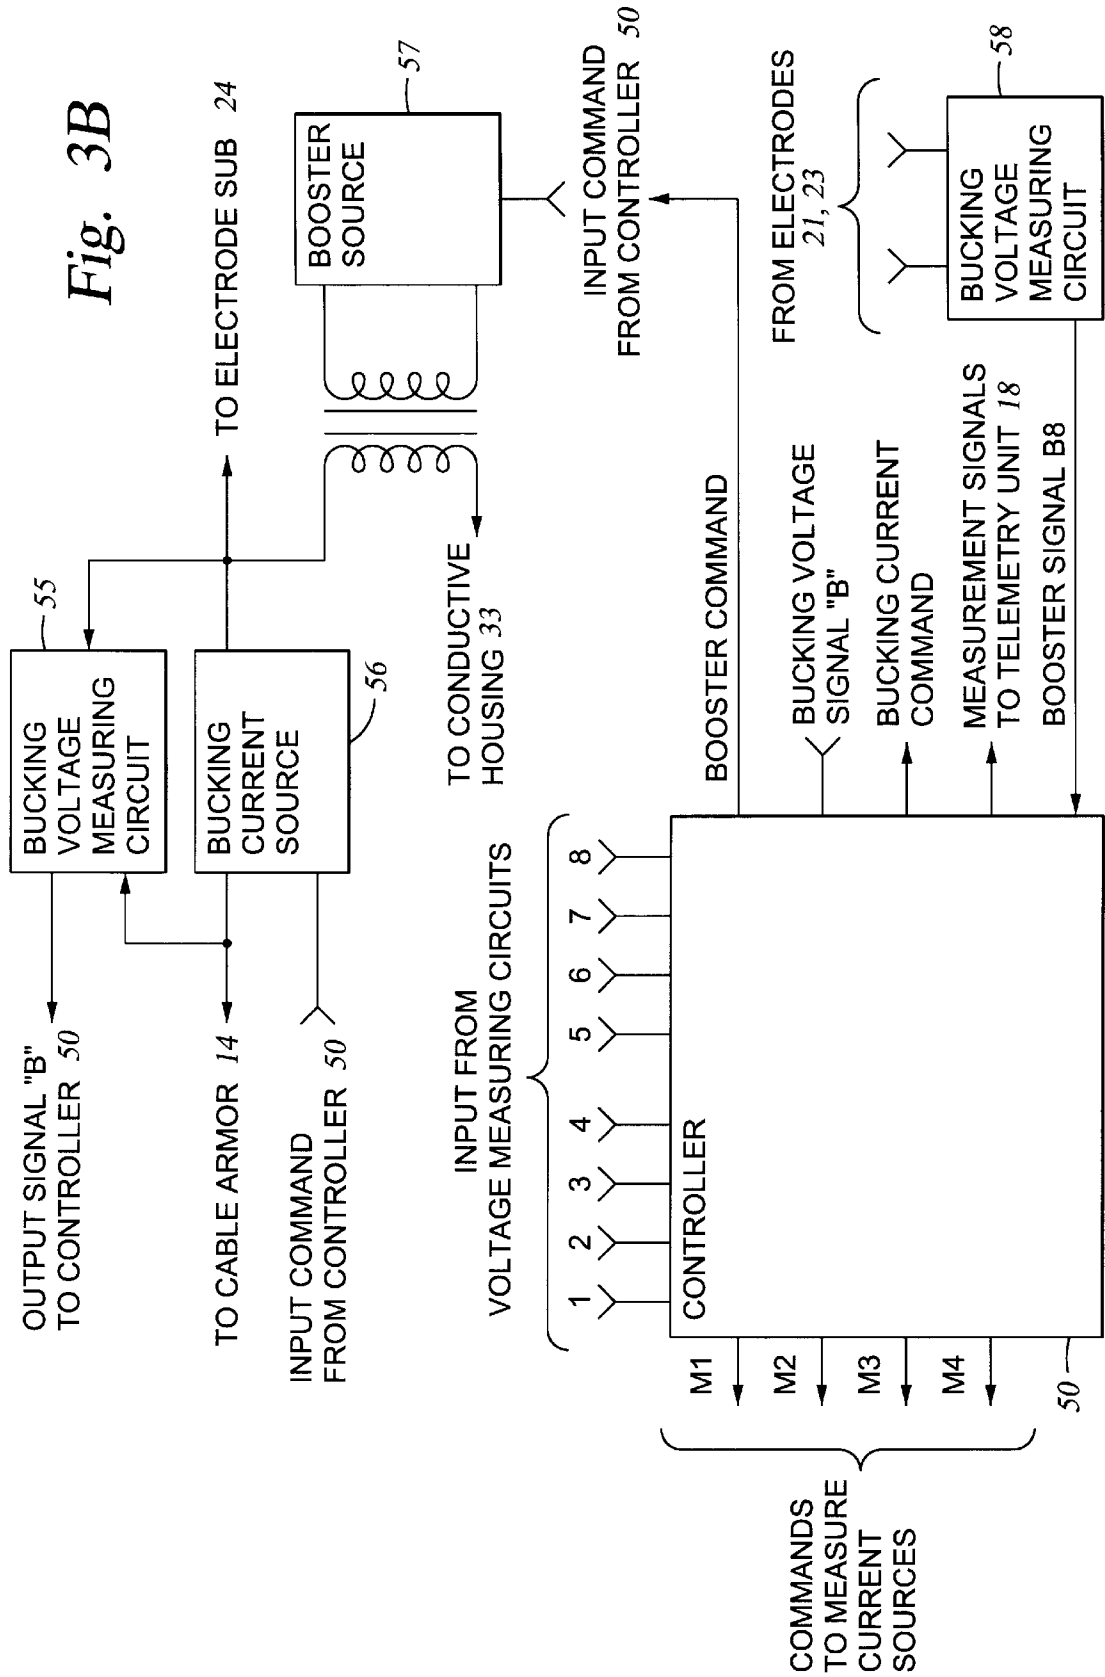 Fig. 3B
OUTPUT SIGNAL "B"
TO CONTROLLER 50
55
BUCKING
VOLTAGE
MEASURING
CIRCUIT
TO CABLE ARMOR 14
BUCKING
CURRENT
SOURCE
56
TO ELECTRODE SUB 24
INPUT COMMAND
FROM CONTROLLER 50
BOOSTER
SOURCE
57
TO CONDUCTIVE
HOUSING 33
INPUT COMMAND
FROM CONTROLLER 50
INPUT FROM
VOLTAGE MEASURING CIRCUITS
1 2 3 4 5 6 7 8
CONTROLLER
50
COMMANDS
TO MEASURE
CURRENT
SOURCES
M1
M2
M3
M4
BOOSTER COMMAND
BUCKING VOLTAGE
SIGNAL "B"
BUCKING CURRENT
COMMAND
MEASUREMENT SIGNALS
TO TELEMETRY UNIT 18
BOOSTER SIGNAL B8
FROM ELECTRODES
21, 23
BUCKING
VOLTAGE
MEASURING
CIRCUIT
58